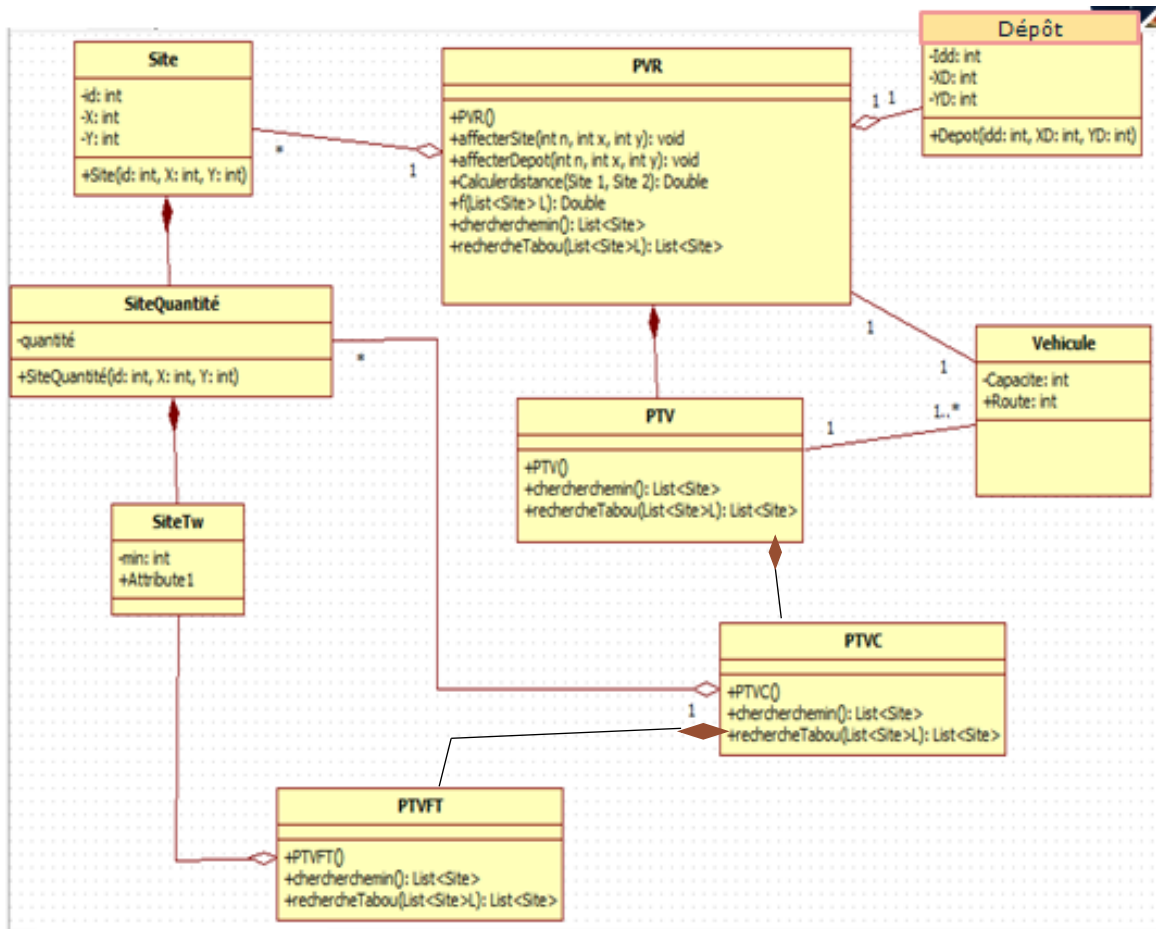 Site
-id: int
-X: int
-Y: int
+Site(id: int, X: int, Y: int)
PVR
+PVR()
+affecterSite(int n, int x, int y): void
+affecterDepot(int n, int x, int y): void
+Calculerdistance(Site 1, Site 2): Double
+f(List<Site> L): Double
+chercherchemin(): List<Site>
+rechercheTabou(List<Site>L): List<Site>
Dépôt
-Idd: int
-XD: int
-YD: int
+Depot(idd: int, XD: int, YD: int)
*
1
1
1
SiteQuantité
-quantité
+SiteQuantité(id: int, X: int, Y: int)
*
1
1
Vehicule
-Capacite: int
+Route: int
PTV
+PTV()
+chercherchemin(): List<Site>
+rechercheTabou(List<Site>L): List<Site>
1
1..*
SiteTw
-min: int
+Attribute1
PTVC
+PTVC()
+chercherchemin(): List<Site>
+rechercheTabou(List<Site>L): List<Site>
1
PTVFT
+PTVFT()
+chercherchemin(): List<Site>
+rechercheTabou(List<Site>L): List<Site>